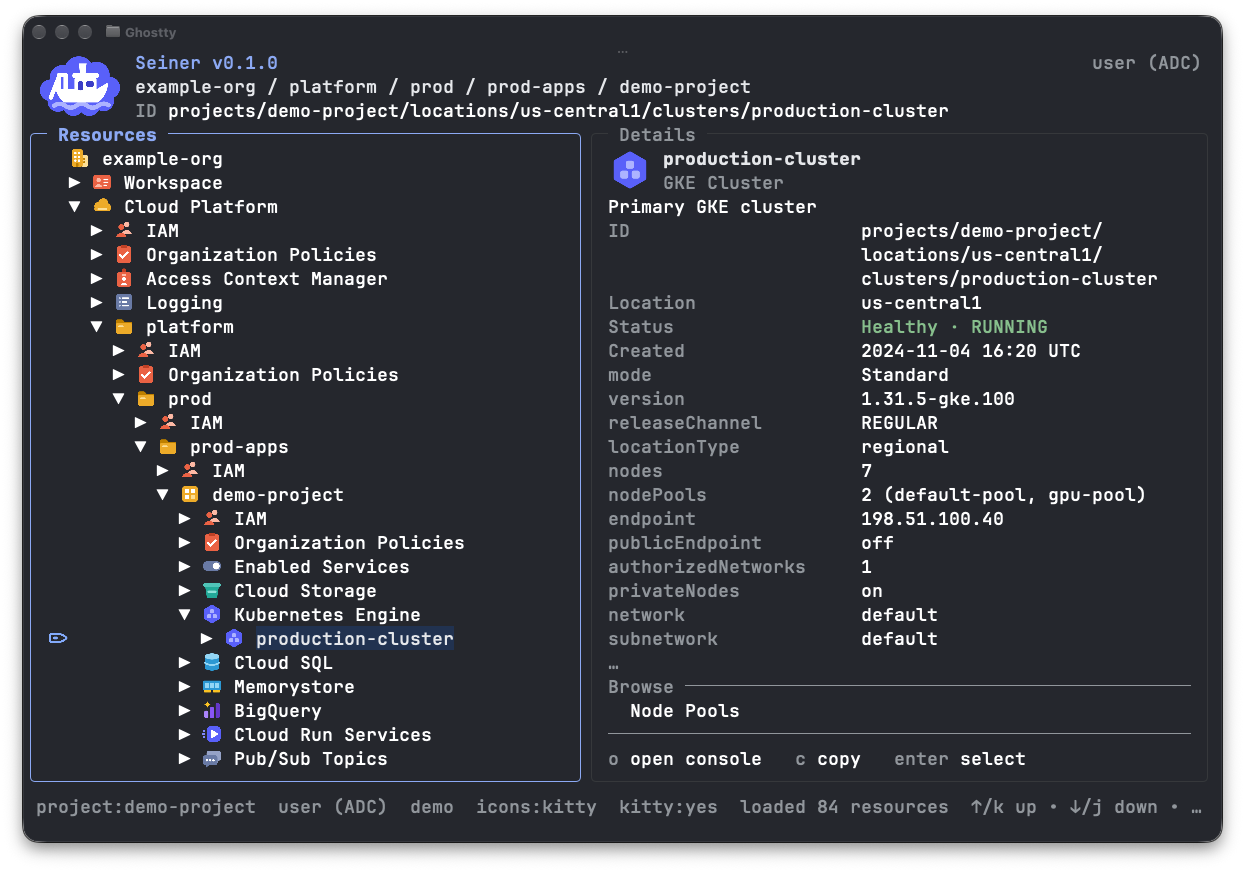 Ghostty
…
Seiner v0.1.0
user (ADC)
example-org / platform / prod / prod-apps / demo-project
ID projects/demo-project/locations/us-central1/clusters/production-cluster
Resources
example-org
▶ Workspace
▼ Cloud Platform
▶ IAM
▶ Organization Policies
▶ Access Context Manager
▶ Logging
▼ platform
▶ IAM
▶ Organization Policies
▼ prod
▶ IAM
▼ prod-apps
▶ IAM
▼ demo-project
▶ IAM
▶ Organization Policies
▶ Enabled Services
▶ Cloud Storage
▼ Kubernetes Engine
▶ production-cluster
▶ Cloud SQL
▶ Memorystore
▶ BigQuery
▶ Cloud Run Services
▶ Pub/Sub Topics
Details
production-cluster
GKE Cluster
Primary GKE cluster
ID projects/demo-project/
locations/us-central1/
clusters/production-cluster
Location us-central1
Status Healthy · RUNNING
Created 2024-11-04 16:20 UTC
mode Standard
version 1.31.5-gke.100
releaseChannel REGULAR
locationType regional
nodes 7
nodePools 2 (default-pool, gpu-pool)
endpoint 198.51.100.40
publicEndpoint off
authorizedNetworks 1
privateNodes on
network default
subnetwork default
…
Browse
Node Pools
o open console c copy enter select
project:demo-project user (ADC) demo icons:kitty kitty:yes loaded 84 resources ↑/k up • ↓/j down • …